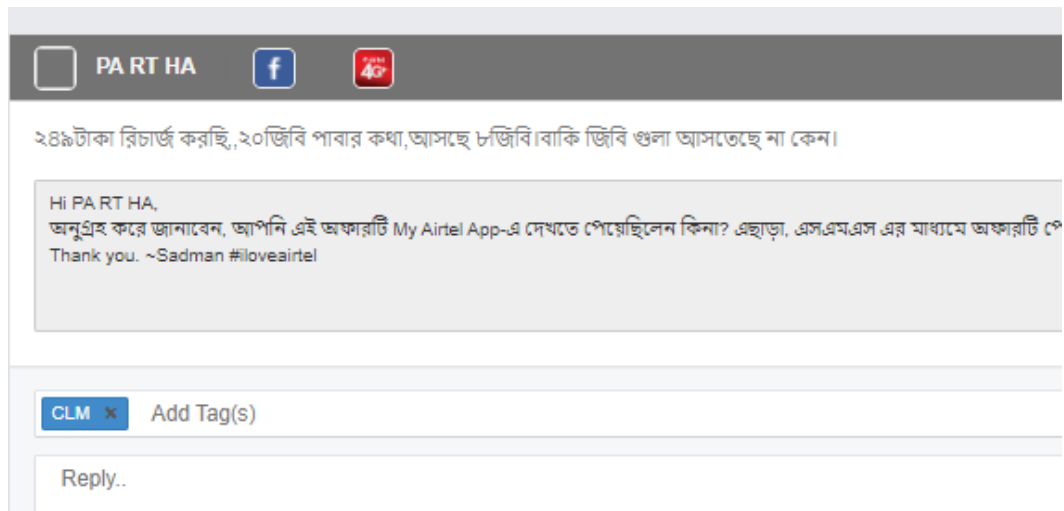 PA RT HA
f
4G+
২৪৯টাকা রিচার্জ করছি,,২০জিবি পাবার কথা,আসছে ৮জিবি।বাকি জিবি গুলা আসতেছে না কেন।
Hi PA RT HA,
অনুগ্রহ করে জানাবেন, আপনি এই অফারটি My Airtel App-এ দেখতে পেয়েছিলেন কিনা? এছাড়া, এসএমএস এর মাধ্যমে অফারটি পে
Thank you. ~Sadman #iloveairtel
CLM ×
Add Tag(s)
Reply..